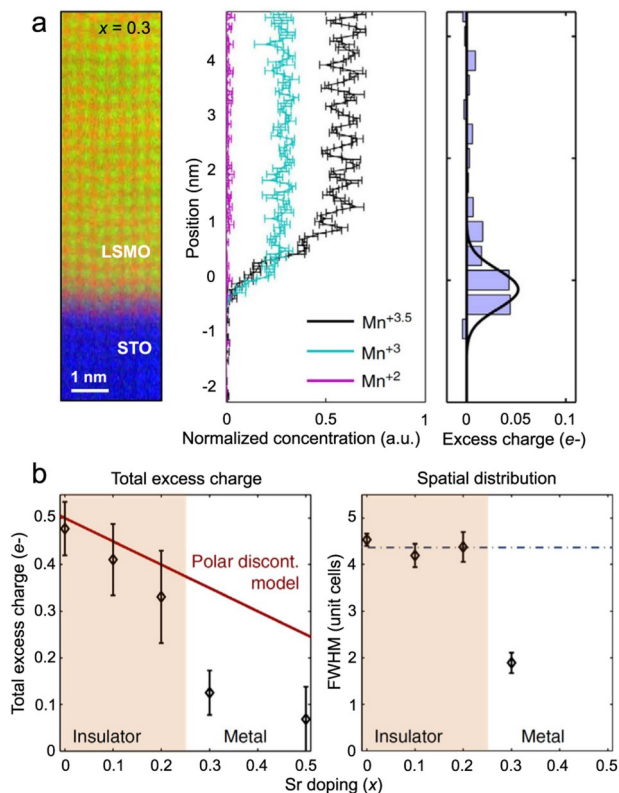 a
x = 0.3
LSMO
STO
1 nm
Position (nm)
4
3
2
1
0
-1
-2
Mn+3.5
Mn+3
Mn+2
0 0.5 1
Normalized concentration (a.u.)
0 0.05 0.1
Excess charge (e-)
b
Total excess charge
Total excess charge (e-)
0.5
0.4
0.3
0.2
0.1
0
Polar discont.
model
Insulator Metal
0 0.1 0.2 0.3 0.4 0.5
Spatial distribution
FWHM (unit cells)
5
4
3
2
1
0
Insulator Metal
0 0.1 0.2 0.3 0.4 0.5
Sr doping (x)